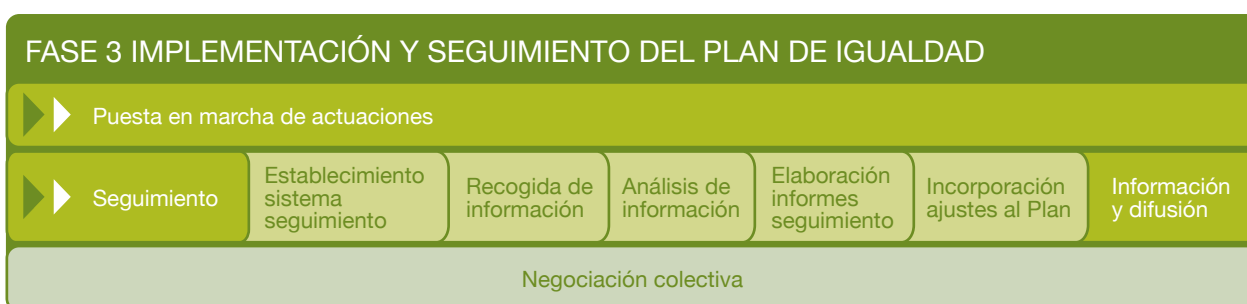 FASE 3 IMPLEMENTACIÓN Y SEGUIMIENTO DEL PLAN DE IGUALDAD
Puesta en marcha de actuaciones
Seguimiento
Establecimiento
sistema
seguimiento
Recogida de
información
Análisis de
información
Elaboración
informes
seguimiento
Incorporación
ajustes al Plan
Información
y difusión
Negociación colectiva